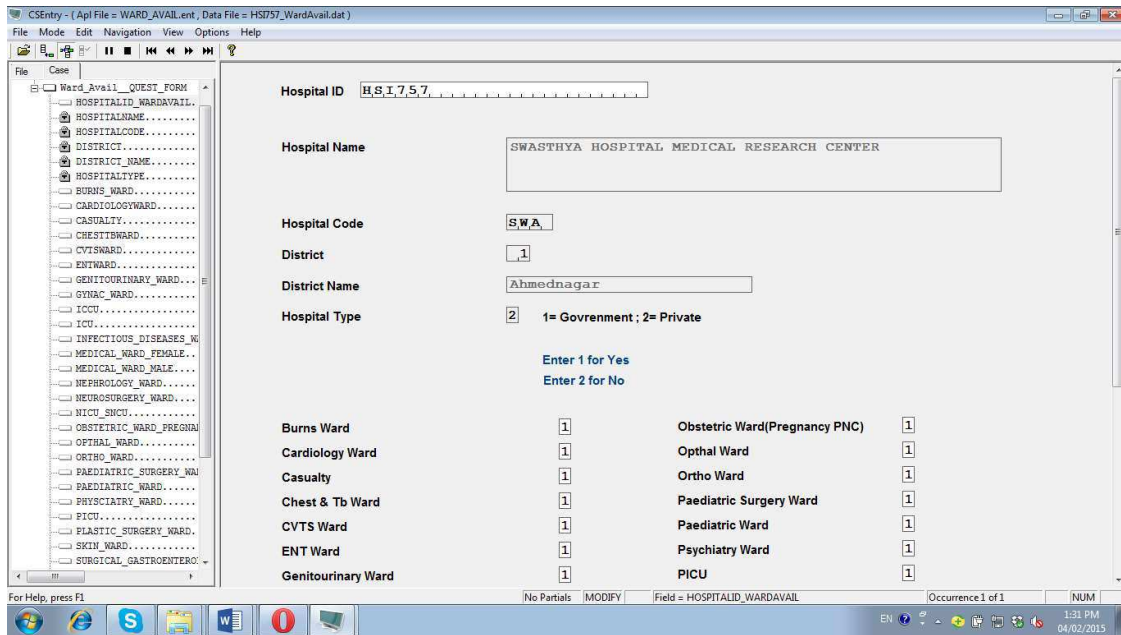 CSEntry - ( Apl File = WARD_AVAIL.ent , Data File = HSI757_WardAvail.dat )
File Mode Edit Navigation View Options Help
File Case
Ward_Avail__QUEST_FORM
HOSPITALID_WARDAVAIL.
HOSPITALNAME.........
HOSPITALCODE.........
DISTRICT.............
DISTRICT_NAME........
HOSPITALTYPE.........
BURNS_WARD...........
CARDIOLOGYWARD.......
CASUALTY.............
CHESTTBWARD..........
CVTSWARD.............
ENTWARD..............
GENITOURINARY_WARD...
GYNAC_WARD...........
ICCU.................
ICU..................
INFECTIOUS_DISEASES_W
MEDICAL_WARD_FEMALE..
MEDICAL_WARD_MALE....
NEPHROLOGY_WARD......
NEUROSURGERY_WARD....
NICU_SNCU............
OBSTETRIC_WARD_PREGNA
OPTHAL_WARD..........
ORTHO_WARD...........
PAEDIATRIC_SURGERY_WA
PAEDIATRIC_WARD......
PHYSCIATRY_WARD......
PICU.................
PLASTIC_SURGERY_WARD.
SKIN_WARD............
SURGICAL_GASTROENTERO
Hospital ID HSI757
Hospital Name SWASTHYA HOSPITAL MEDICAL RESEARCH CENTER
Hospital Code SWA
District 1
District Name Ahmednagar
Hospital Type 2 1= Govrenment ; 2= Private
Enter 1 for Yes
Enter 2 for No
Burns Ward 1 Obstetric Ward(Pregnancy PNC) 1
Cardiology Ward 1 Opthal Ward 1
Casualty 1 Ortho Ward 1
Chest & Tb Ward 1 Paediatric Surgery Ward 1
CVTS Ward 1 Paediatric Ward 1
ENT Ward 1 Psychiatry Ward 1
Genitourinary Ward 1 PICU 1
For Help, press F1 No Partials MODIFY Field = HOSPITALID_WARDAVAIL Occurrence 1 of 1 NUM
EN 1:31 PM
04/02/2015